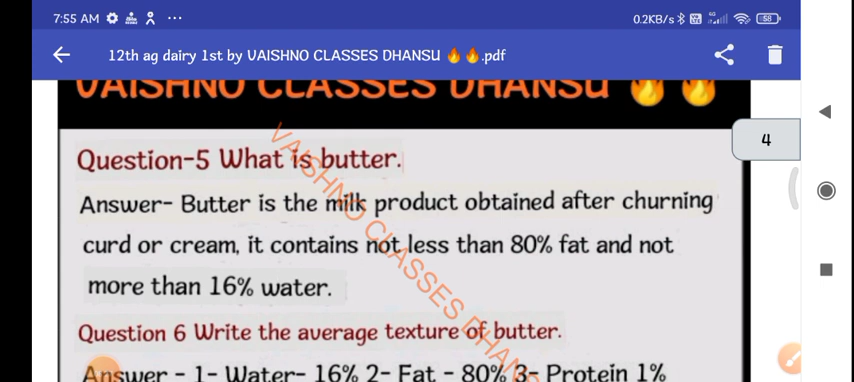 7:55 AM
0.2KB/s
58
12th ag dairy 1st by VAISHNO CLASSES DHANSU 🔥🔥.pdf
VAISHNO CLASSES DHANSU 🔥🔥
4
Question-5 What is butter.
Answer- Butter is the milk product obtained after churning
curd or cream, it contains not less than 80% fat and not
more than 16% water.
Question 6 Write the average texture of butter.
Answer - 1- Water- 16% 2- Fat - 80% 3- Protein 1%
VAISHNO CLASSES DHANSU